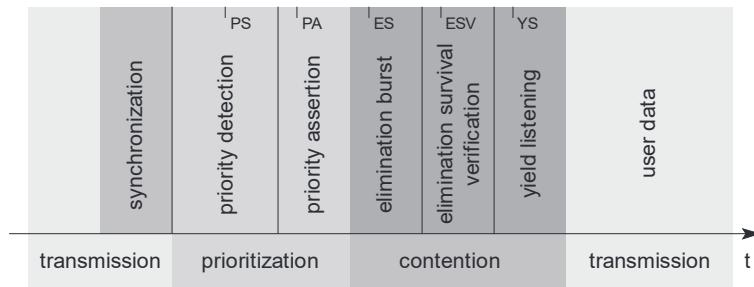 PS
PA
ES
ESV
YS
synchronization
priority detection
priority assertion
elimination burst
elimination survival
verification
yield listening
user data
transmission
prioritization
contention
transmission
t